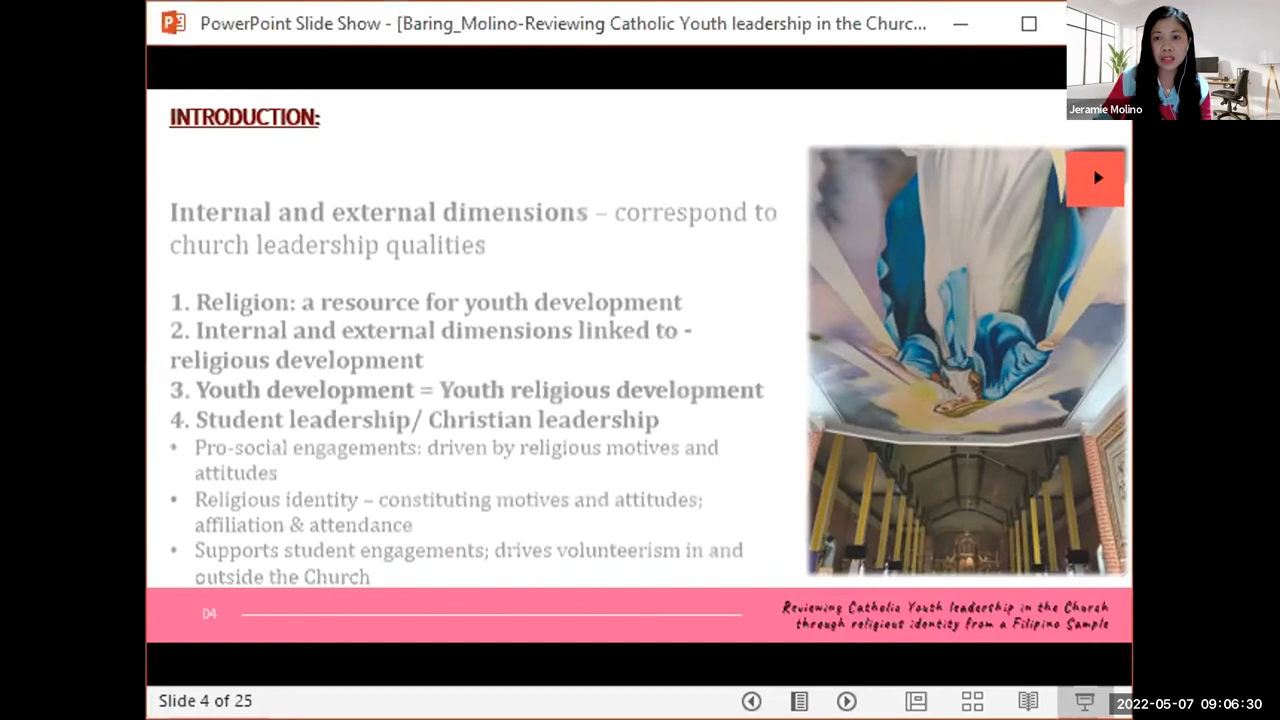 PowerPoint Slide Show - [Baring_Molino-Reviewing Catholic Youth leadership in the Churc...
Jeramie Molino
INTRODUCTION:
Internal and external dimensions – correspond to
church leadership qualities
1. Religion: a resource for youth development
2. Internal and external dimensions linked to -
religious development
3. Youth development = Youth religious development
4. Student leadership/ Christian leadership
• Pro-social engagements: driven by religious motives and
attitudes
• Religious identity – constituting motives and attitudes;
affiliation & attendance
• Supports student engagements; drives volunteerism in and
outside the Church
04
Reviewing Catholic Youth leadership in the Church
through religious identity from a Filipino Sample
Slide 4 of 25
2022-05-07 09:06:30